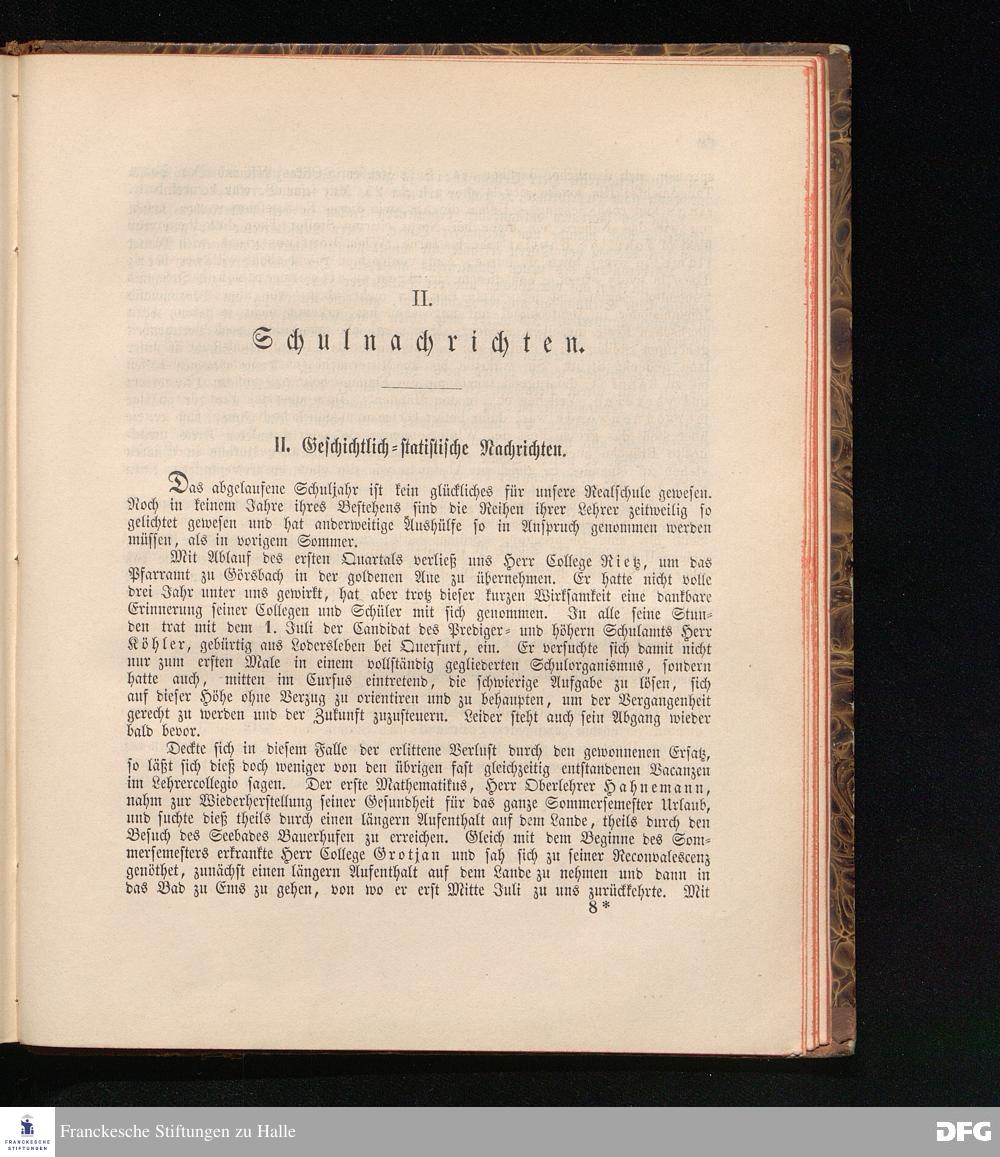 II.
Schulnachrichten.
II. Geschichtlich-statistische Nachrichten.
Das abgelaufene Schuljahr ist kein glückliches für unsere Realschule gewesen.
Noch in keinem Jahre ihres Bestehens sind die Reihen ihrer Lehrer zeitweilig so
gelichtet gewesen und hat anderweitige Aushülfe so in Anspruch genommen werden
müssen, als in vorigem Sommer.
Mit Ablauf des ersten Quartals verließ uns Herr College Rietz, um das
Pfarramt zu Görsbach in der goldenen Aue zu übernehmen. Er hatte nicht volle
drei Jahr unter uns gewirkt, hat aber trotz dieser kurzen Wirksamkeit eine dankbare
Erinnerung seiner Collegen und Schüler mit sich genommen. In alle seine Stun-
den trat mit dem 1. Juli der Candidat des Prediger- und höhern Schulamts Herr
Köhler, gebürtig aus Lodersleben bei Querfurt, ein. Er versuchte sich damit nicht
nur zum ersten Male in einem vollständig gegliederten Schulorganismus, sondern
hatte auch, mitten im Cursus eintretend, die schwierige Aufgabe zu lösen, sich
auf dieser Höhe ohne Verzug zu orientiren und zu behaupten, um der Vergangenheit
gerecht zu werden und der Zukunft zuzusteuern. Leider steht auch sein Abgang wieder
bald bevor.
Deckte sich in diesem Falle der erlittene Verlust durch den gewonnenen Ersatz,
so läßt sich dieß doch weniger von den übrigen fast gleichzeitig entstandenen Vacanzen
im Lehrercollegio sagen. Der erste Mathematikus, Herr Oberlehrer Hahnemann,
nahm zur Wiederherstellung seiner Gesundheit für das ganze Sommersemester Urlaub,
und suchte dieß theils durch einen längern Aufenthalt auf dem Lande, theils durch den
Besuch des Seebades Bauerhufen zu erreichen. Gleich mit dem Beginne des Som-
mersemesters erkrankte Herr College Grotjan und sah sich zu seiner Reconvalescenz
genöthet, zunächst einen längern Aufenthalt auf dem Lande zu nehmen und dann in
das Bad zu Ems zu gehen, von wo er erst Mitte Juli zu uns zurückkehrte. Mit
8*
FRANCKESCHE
STIFTUNGEN
Franckesche Stiftungen zu Halle
DFG